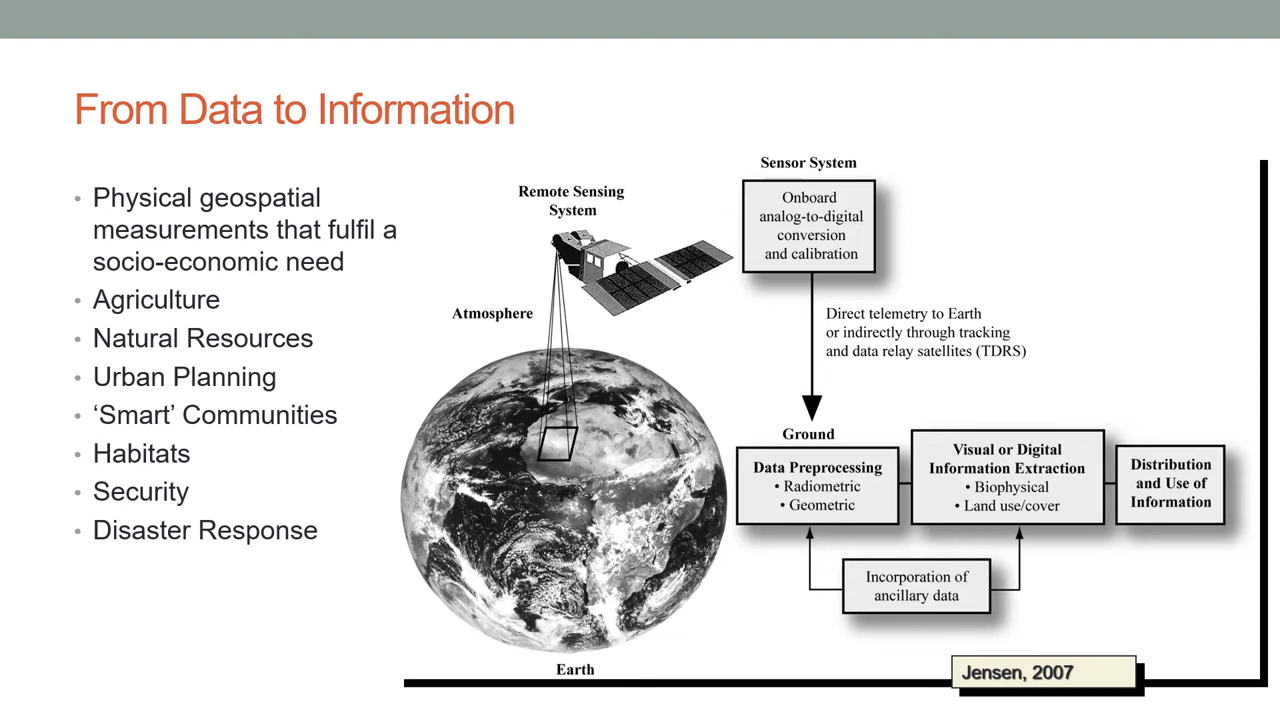 From Data to Information
• Physical geospatial
measurements that fulfil a
socio-economic need
• Agriculture
• Natural Resources
• Urban Planning
• ‘Smart’ Communities
• Habitats
• Security
• Disaster Response
Remote Sensing
System
Atmosphere
Earth
Sensor System
Onboard
analog-to-digital
conversion
and calibration
Direct telemetry to Earth
or indirectly through tracking
and data relay satellites (TDRS)
Ground
Data Preprocessing
• Radiometric
• Geometric
Visual or Digital
Information Extraction
• Biophysical
• Land use/cover
Distribution
and Use of
Information
Incorporation of
ancillary data
Jensen, 2007